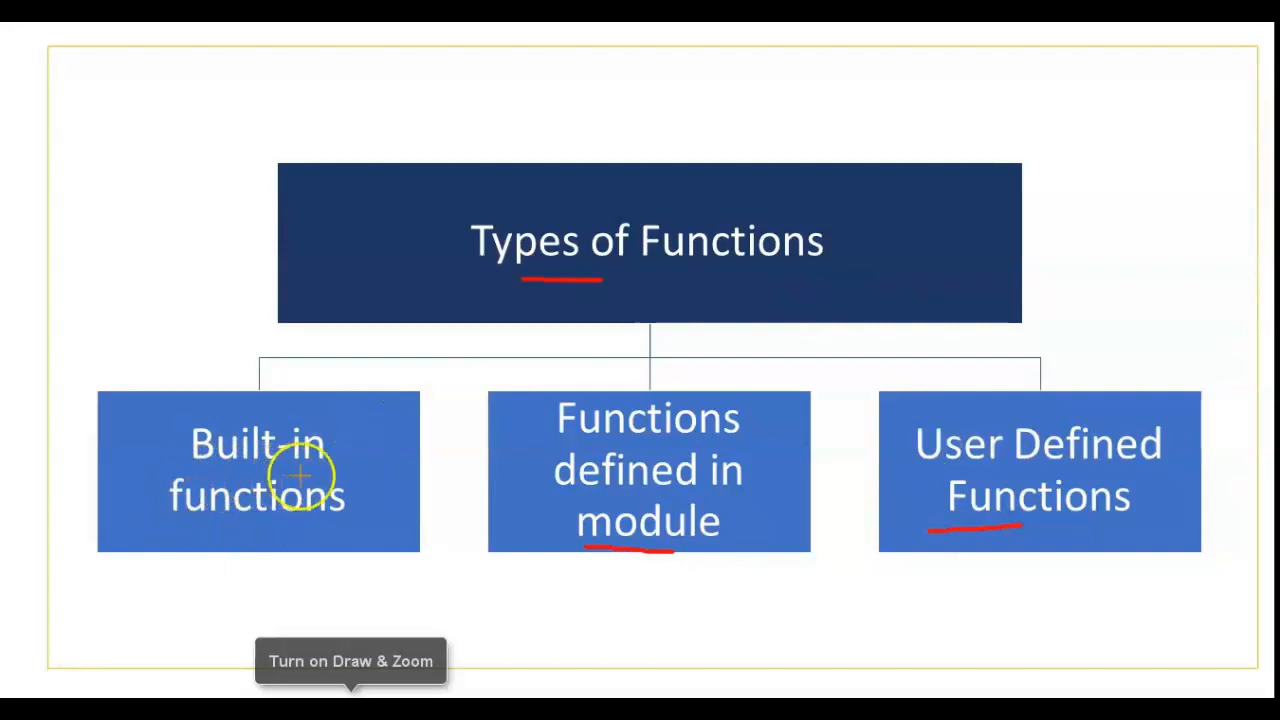 Types of Functions
Built-in
functions
Functions
defined in
module
User Defined
Functions
Turn on Draw & Zoom